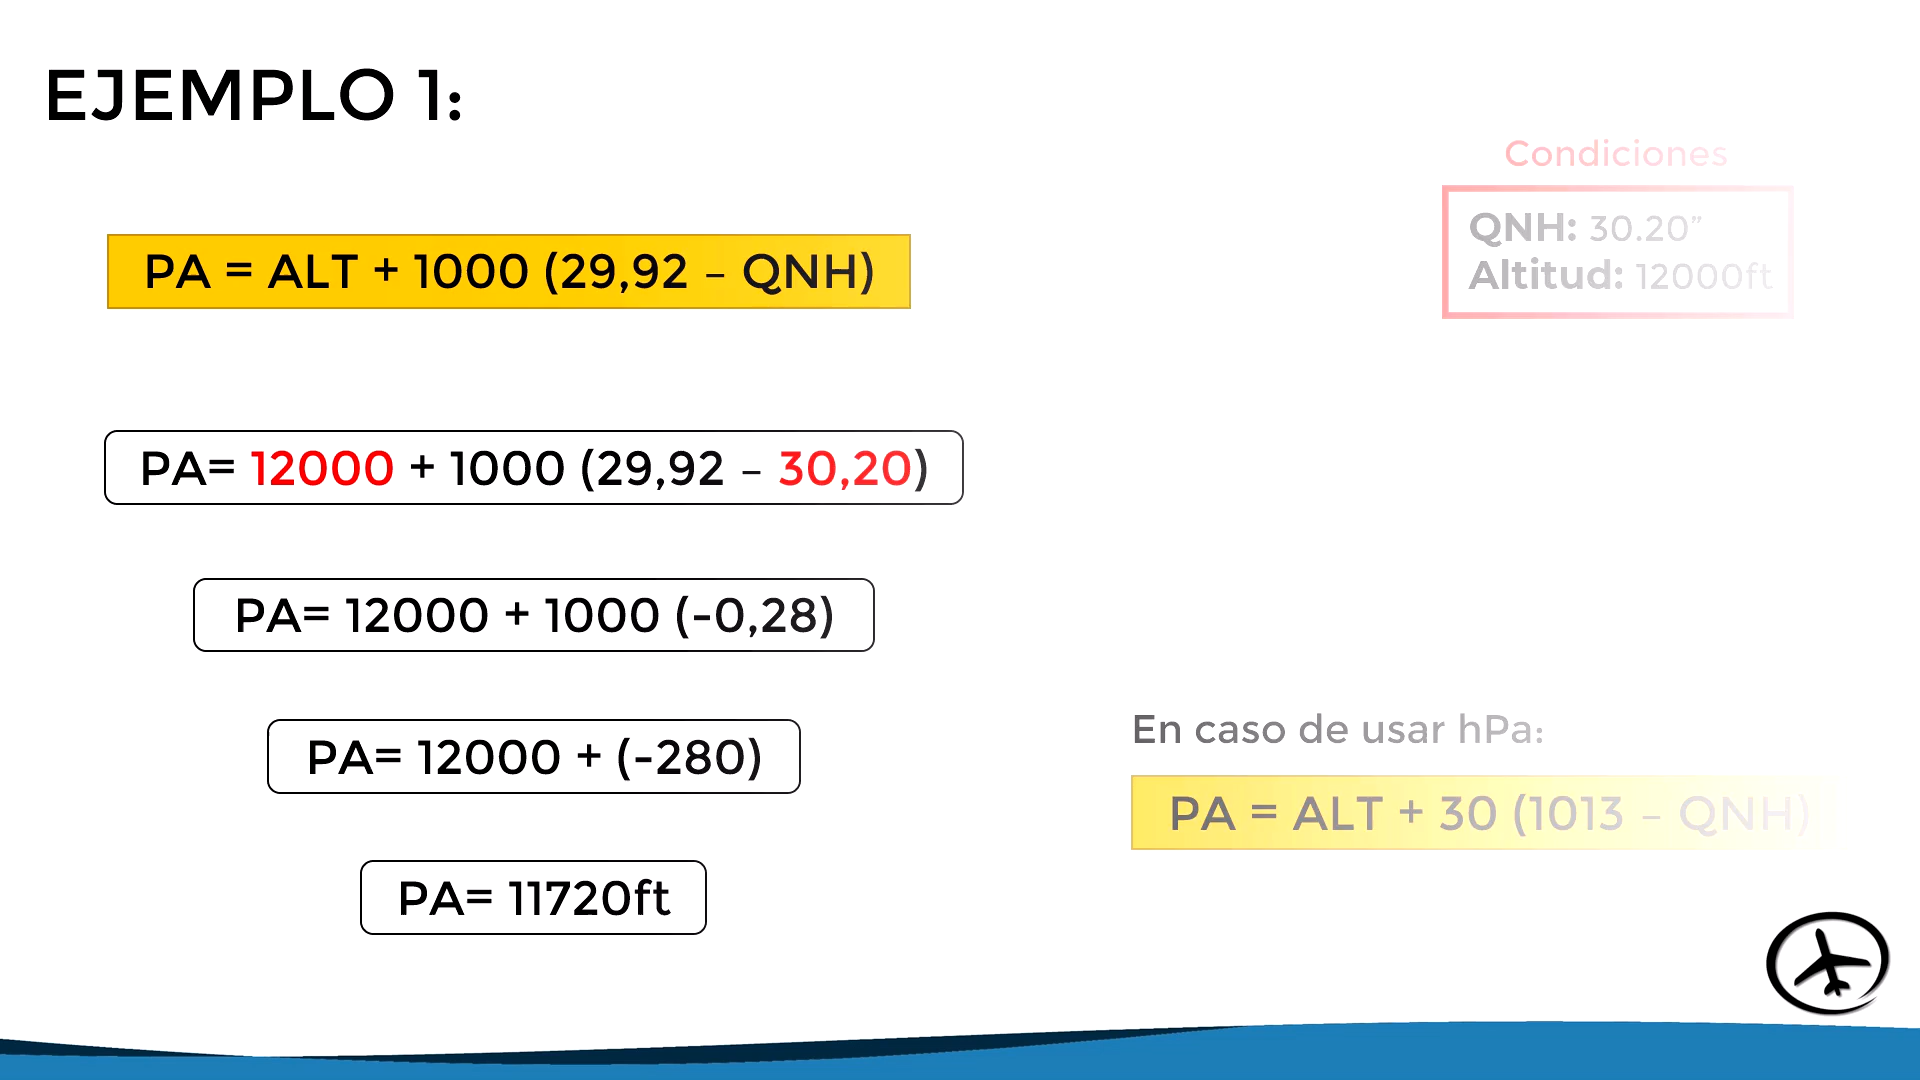 EJEMPLO 1:
Condiciones
QNH: 30.20”
Altitud: 12000ft
PA = ALT + 1000 (29,92 – QNH)
PA= 12000 + 1000 (29,92 – 30,20)
PA= 12000 + 1000 (-0,28)
PA= 12000 + (-280)
PA= 11720ft
En caso de usar hPa:
PA = ALT + 30 (1013 – QNH)